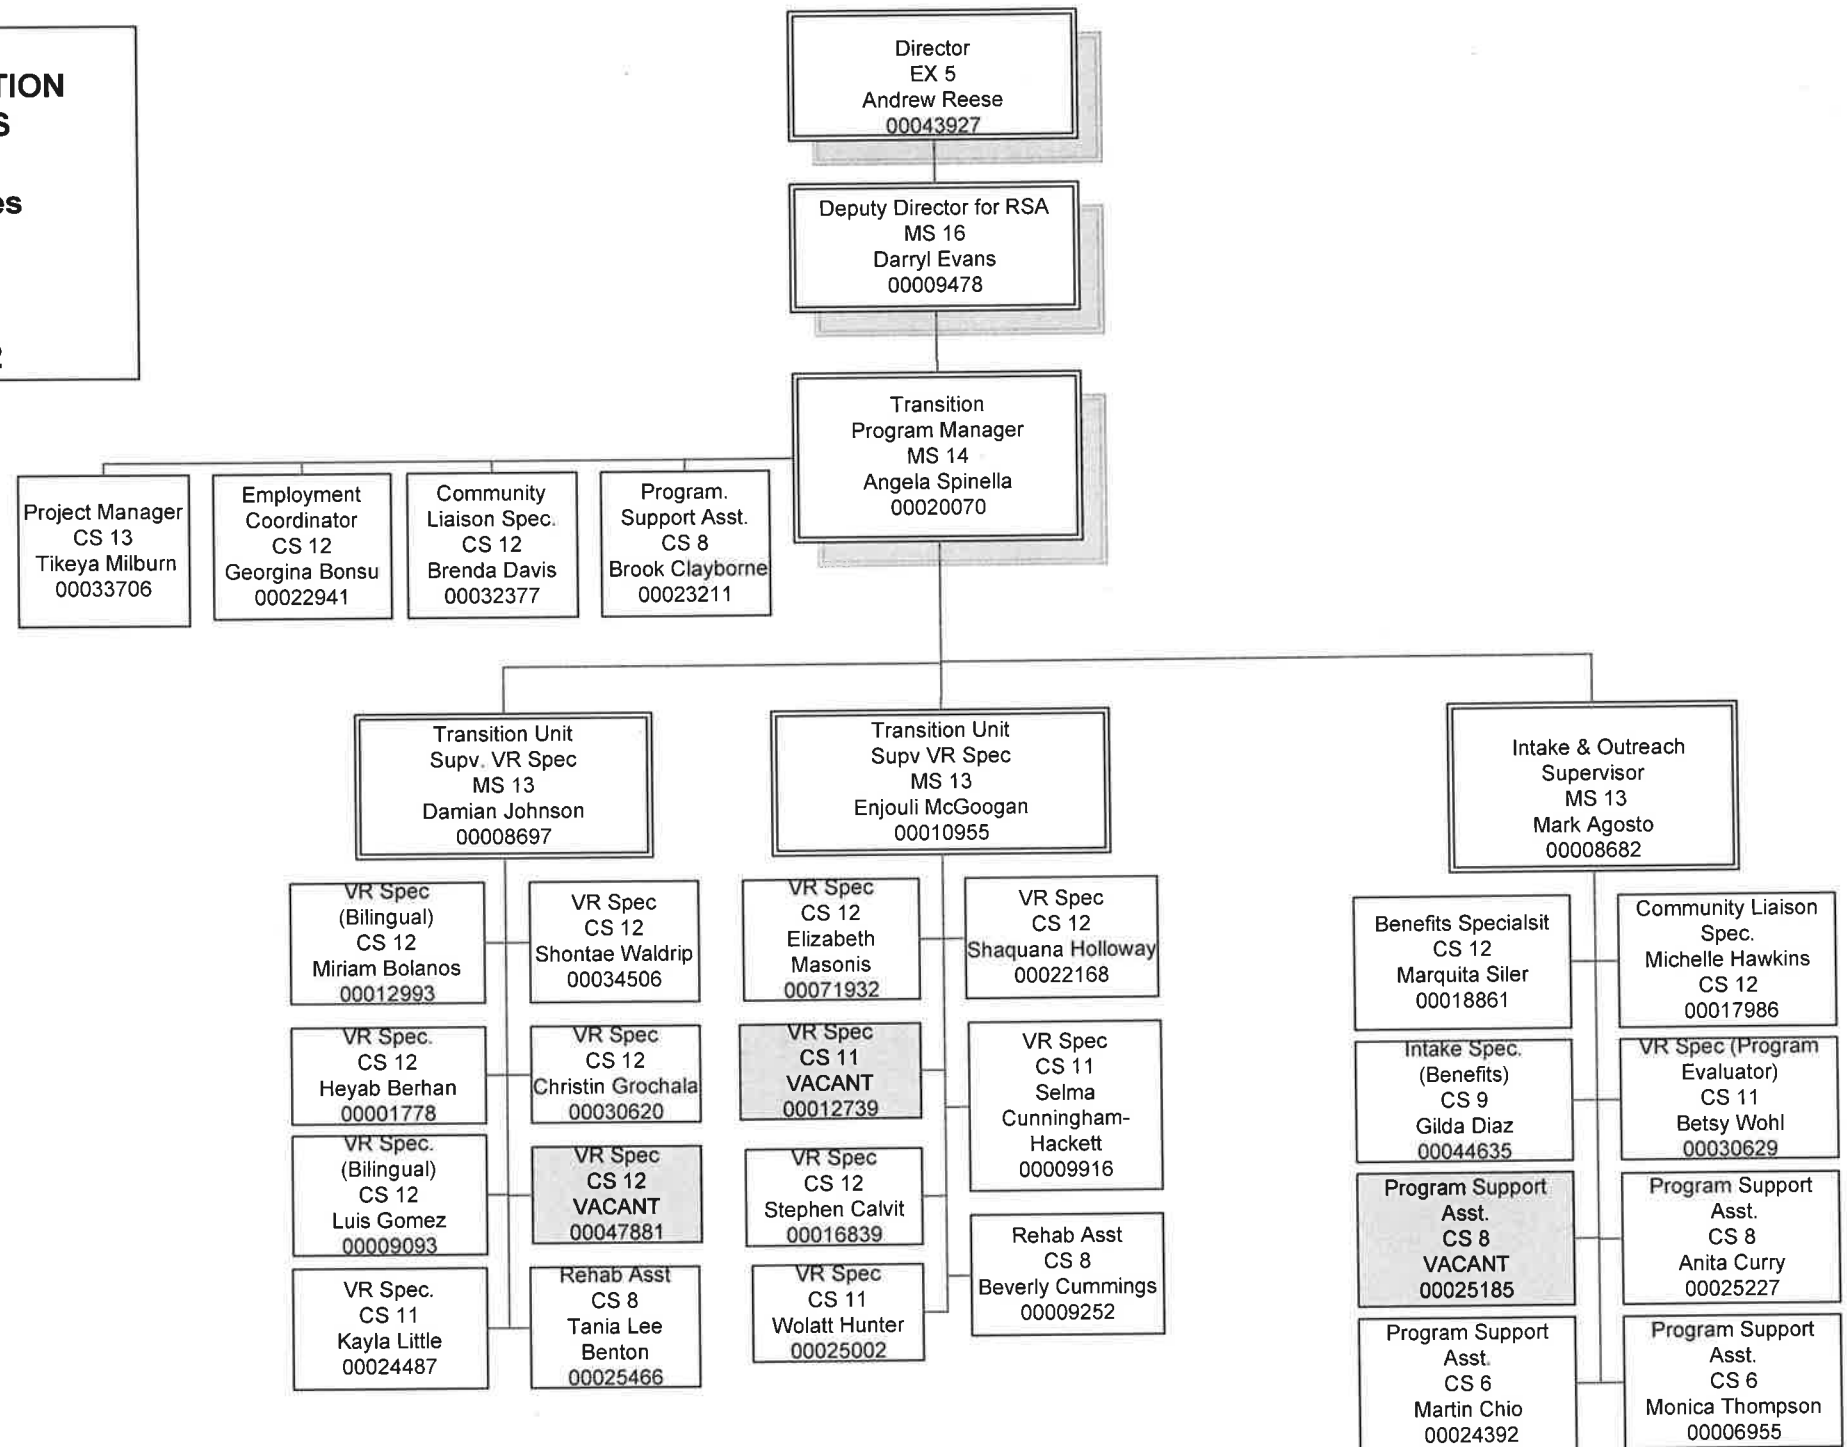 TION
S
es
2
Director
EX 5
Andrew Reese
00043927
Deputy Director for RSA
MS 16
Darryl Evans
00009478
Transition
Program Manager
MS 14
Angela Spinella
00020070
Project Manager
CS 13
Tikeya Milburn
00033706
Employment
Coordinator
CS 12
Georgina Bonsu
00022941
Community
Liaison Spec.
CS 12
Brenda Davis
00032377
Program.
Support Asst.
CS 8
Brook Clayborne
00023211
Transition Unit
Supv. VR Spec
MS 13
Damian Johnson
00008697
Transition Unit
Supv VR Spec
MS 13
Enjouli McGoogan
00010955
Intake & Outreach
Supervisor
MS 13
Mark Agosto
00008682
VR Spec
(Bilingual)
CS 12
Miriam Bolanos
00012993
VR Spec
CS 12
Shontae Waldrip
00034506
VR Spec.
CS 12
Heyab Berhan
00001778
VR Spec
CS 12
Christin Grochala
00030620
VR Spec.
(Bilingual)
CS 12
Luis Gomez
00009093
VR Spec
CS 12
VACANT
00047881
VR Spec.
CS 11
Kayla Little
00024487
Rehab Asst
CS 8
Tania Lee
Benton
00025466
VR Spec
CS 12
Elizabeth
Masonis
00071932
VR Spec
CS 12
Shaquana Holloway
00022168
VR Spec
CS 11
VACANT
00012739
VR Spec
CS 11
Selma
Cunningham-
Hackett
00009916
VR Spec
CS 12
Stephen Calvit
00016839
Rehab Asst
CS 8
Beverly Cummings
00009252
VR Spec
CS 11
Wolatt Hunter
00025002
Benefits Specialsit
CS 12
Marquita Siler
00018861
Community Liaison
Spec.
Michelle Hawkins
CS 12
00017986
Intake Spec.
(Benefits)
CS 9
Gilda Diaz
00044635
VR Spec (Program
Evaluator)
CS 11
Betsy Wohl
00030629
Program Support
Asst.
CS 8
VACANT
00025185
Program Support
Asst.
CS 8
Anita Curry
00025227
Program Support
Asst.
CS 6
Martin Chio
00024392
Program Support
Asst.
CS 6
Monica Thompson
00006955